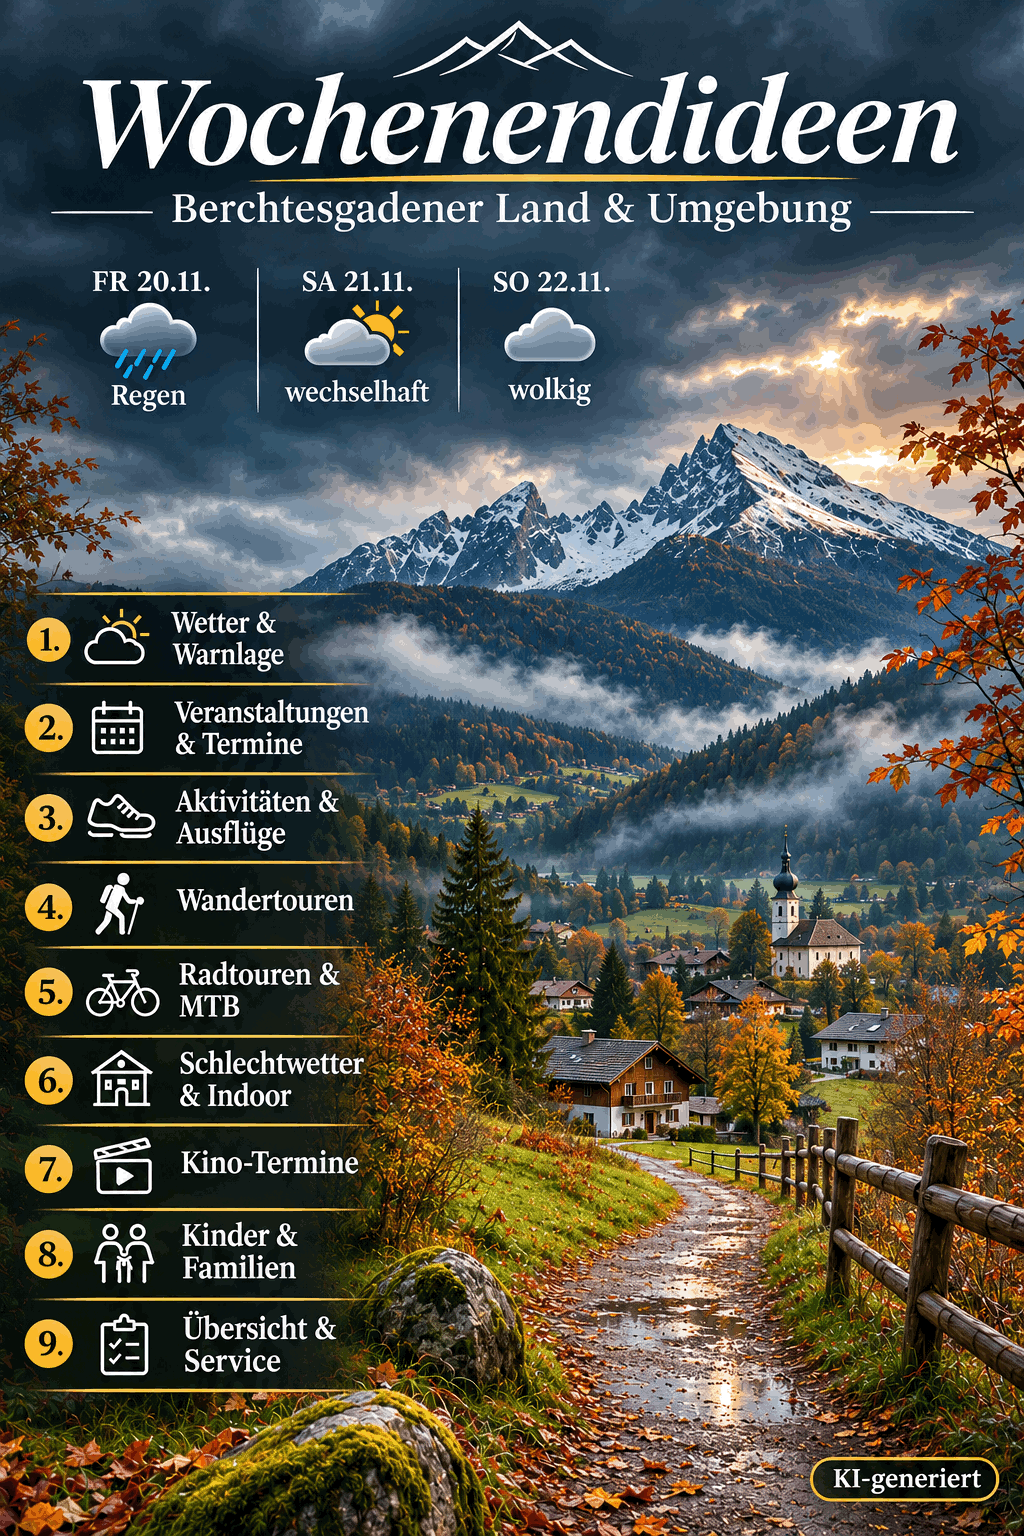 Wochenendideen
Berchtesgadener Land & Umgebung
FR 20.11.
Regen
SA 21.11.
wechselhaft
SO 22.11.
wolkig
1. Wetter &
Warnlage
2. Veranstaltungen
& Termine
3. Aktivitäten &
Ausflüge
4. Wandertouren
5. Radtouren &
MTB
6. Schlechtwetter
& Indoor
7. Kino-Termine
8. Kinder &
Familien
9. Übersicht &
Service
KI-generiert